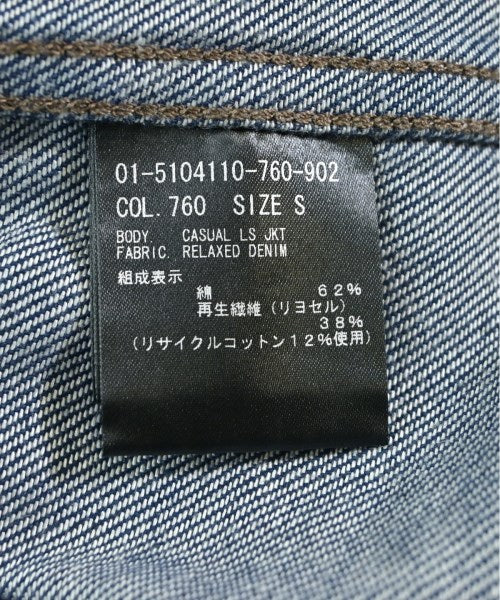 01-5104110-760-902
COL. 760 SIZE S
BODY CASUAL LS JKT
FABRIC. RELAXED DENIM
組成表示
綿 62%
再生繊維(リヨセル)
38%
(リサイクルコットン12%使用)